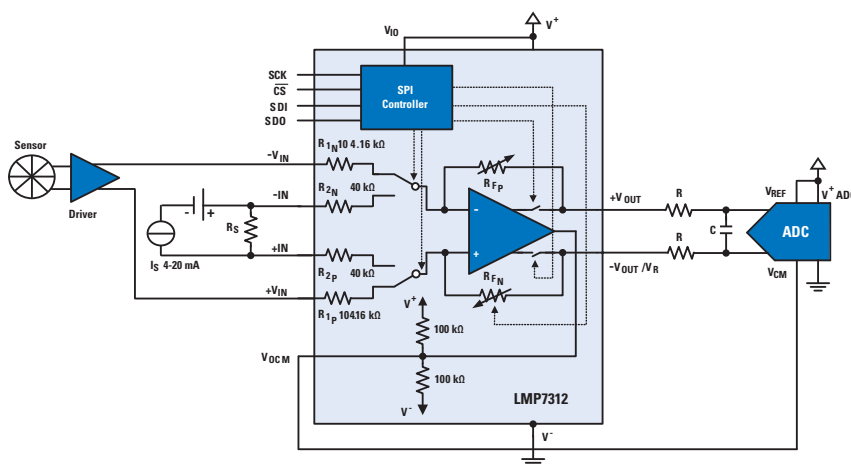 V+
VIO
SCK
CS
SDI
SDO
SPI
Controller
Sensor
Driver
R1N 10 4.16 kΩ
-VIN
RFP
R2N
40 kΩ
-IN
+VOUT
R
VREF
V+ ADC
RS
-
+
C
ADC
IS 4-20 mA
+IN
R2P
40 kΩ
+VIN
R1P 104.16 kΩ
RFN
-VOUT /VR
R
VCM
V+
100 kΩ
VOCM
100 kΩ
V-
LMP7312
V-